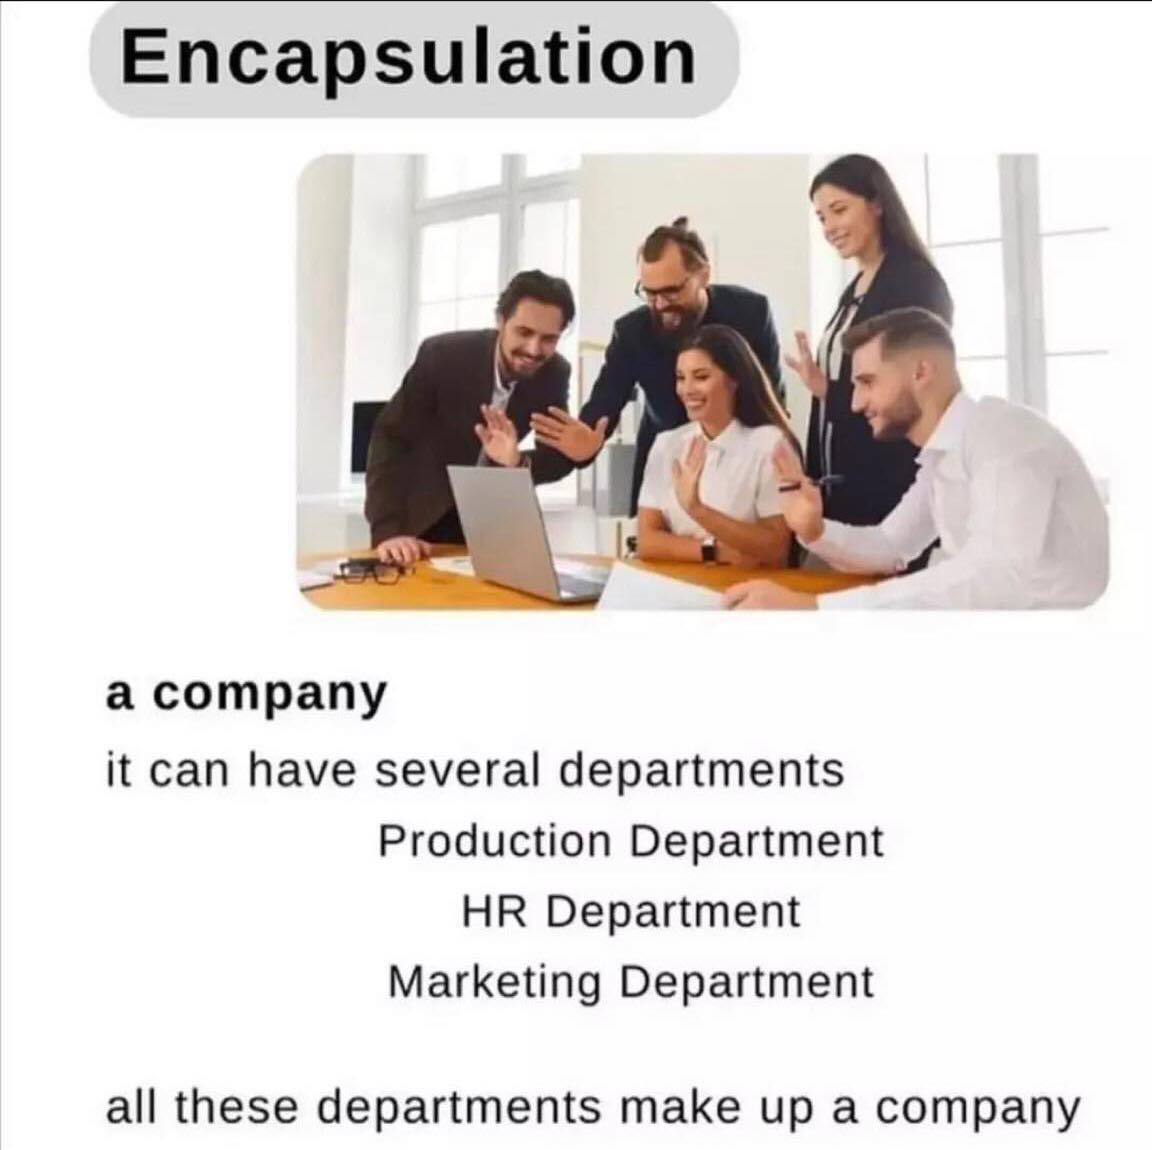 Encapsulation
a company
it can have several departments
Production Department
HR Department
Marketing Department
all these departments make up a company